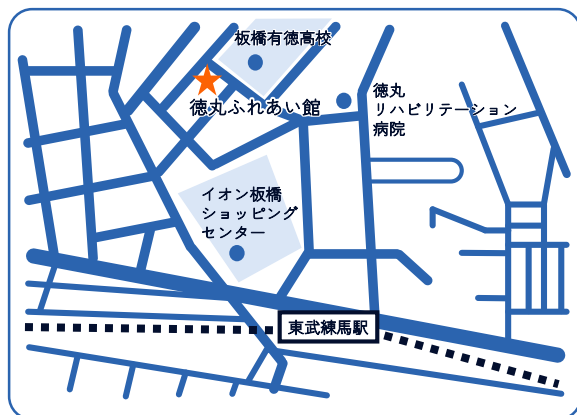 板橋有徳高校
徳丸ふれあい館
徳丸
リハビリテーション
病院
イオン板橋
ショッピング
センター
東武練馬駅